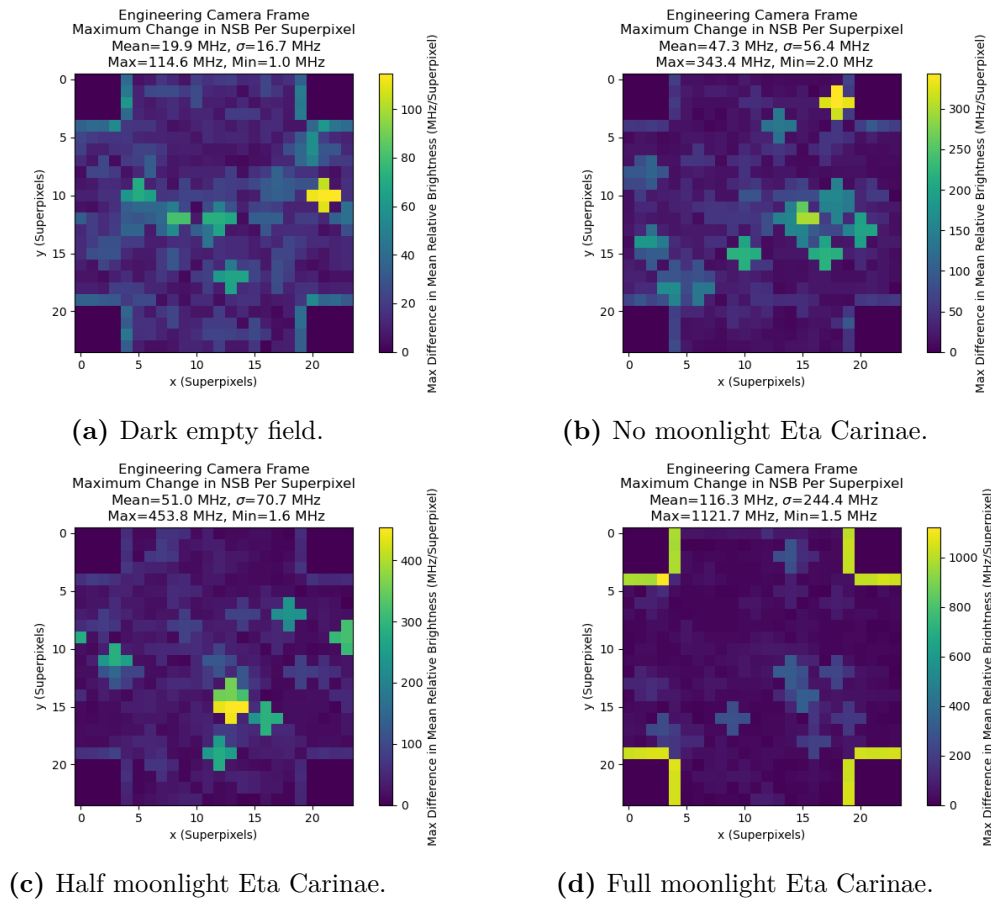 Engineering Camera Frame
Maximum Change in NSB Per Superpixel
Mean=19.9 MHz, σ=16.7 MHz
Max=114.6 MHz, Min=1.0 MHz
0
5
10
15
20
y (Superpixels)
0 5 10 15 20
x (Superpixels)
100
80
60
40
20
0
Max Difference in Mean Relative Brightness (MHz/Superpixel)
(a) Dark empty field.
Engineering Camera Frame
Maximum Change in NSB Per Superpixel
Mean=47.3 MHz, σ=56.4 MHz
Max=343.4 MHz, Min=2.0 MHz
0
5
10
15
20
y (Superpixels)
0 5 10 15 20
x (Superpixels)
300
250
200
150
100
50
0
Max Difference in Mean Relative Brightness (MHz/Superpixel)
(b) No moonlight Eta Carinae.
Engineering Camera Frame
Maximum Change in NSB Per Superpixel
Mean=51.0 MHz, σ=70.7 MHz
Max=453.8 MHz, Min=1.6 MHz
0
5
10
15
20
y (Superpixels)
0 5 10 15 20
x (Superpixels)
400
300
200
100
0
Max Difference in Mean Relative Brightness (MHz/Superpixel)
(c) Half moonlight Eta Carinae.
Engineering Camera Frame
Maximum Change in NSB Per Superpixel
Mean=116.3 MHz, σ=244.4 MHz
Max=1121.7 MHz, Min=1.5 MHz
0
5
10
15
20
y (Superpixels)
0 5 10 15 20
x (Superpixels)
1000
800
600
400
200
0
Max Difference in Mean Relative Brightness (MHz/Superpixel)
(d) Full moonlight Eta Carinae.